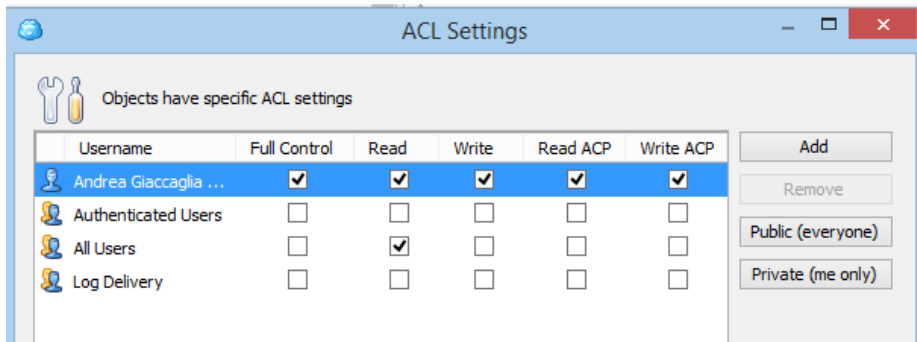 ACL Settings
Objects have specific ACL settings
Username Full Control Read Write Read ACP Write ACP
Andrea Giaccaglia ...
Authenticated Users
All Users
Log Delivery
Add
Remove
Public (everyone)
Private (me only)